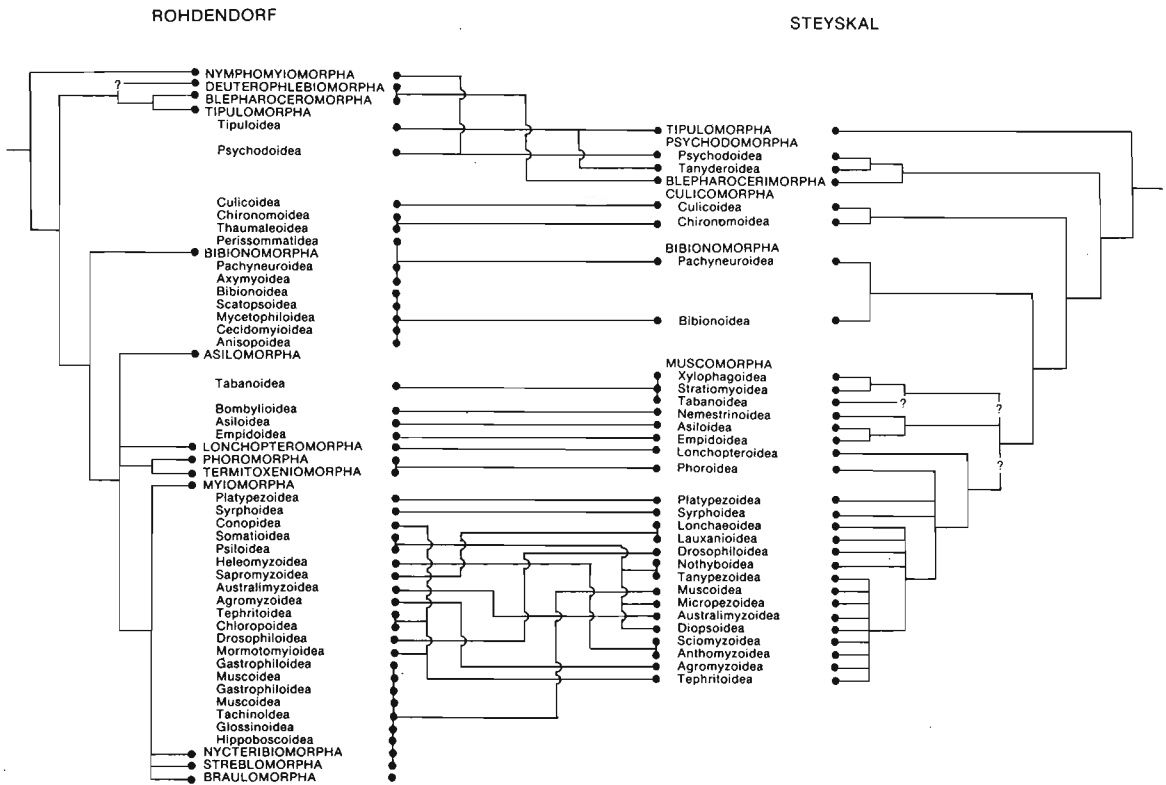 ROHDENDORF
NYMPHOMYIOMORPHA
?
DEUTEROPHLEBIOMORPHA
BLEPHAROCEROMORPHA
TIPULOMORPHA
Tipuloidea
Psychodoidea
Culicoidea
Chironomoidea
Thaumaleoidea
Perissommatidea
BIBIONOMORPHA
Pachyneuroidea
Axymyoidea
Bibionoidea
Scatopsoidea
Mycetophiloidea
Cecidomyioidea
Anisopoidea
ASILOMORPHA
Tabanoidea
Bombylioidea
Asiloidea
Empidoidea
LONCHOPTEROMORPHA
PHOROMORPHA
TERMITOXENIOMORPHA
MYIOMORPHA
Platypezoidea
Syrphoidea
Conopidea
Somatioidea
Psiloidea
Heleomyzoidea
Sapromyzoidea
Australimyzoidea
Agromyzoidea
Tephritoidea
Chloropoidea
Drosophiloidea
Mormotomyioidea
Gastrophiloidea
Muscoidea
Gastrophiloidea
Muscoidea
Tachinoidea
Glossinoidea
Hippoboscoidea
NYCTERIBIOMORPHA
STREBLOMORPHA
BRAULOMORPHA
STEYSKAL
TIPULOMORPHA
PSYCHODOMORPHA
Psychodoidea
Tanyderoidea
BLEPHAROCERIMORPHA
CULICOMORPHA
Culicoidea
Chironomoidea
BIBIONOMORPHA
Pachyneuroidea
Bibionoidea
MUSCOMORPHA
Xylophagoidea
Stratiomyoidea
Tabanoidea
?
Nemestrinoidea
?
Asiloidea
Empidoidea
Lonchopteroidea
?
Phoroidea
Platypezoidea
Syrphoidea
Lonchaeoidea
Lauxanioidea
Drosophiloidea
Nothyboidea
Tanypezoidea
Muscoidea
Micropezoidea
Australimyzoidea
Diopsoidea
Sciomyzoidea
Anthomyzoidea
Agromyzoidea
Tephritoidea